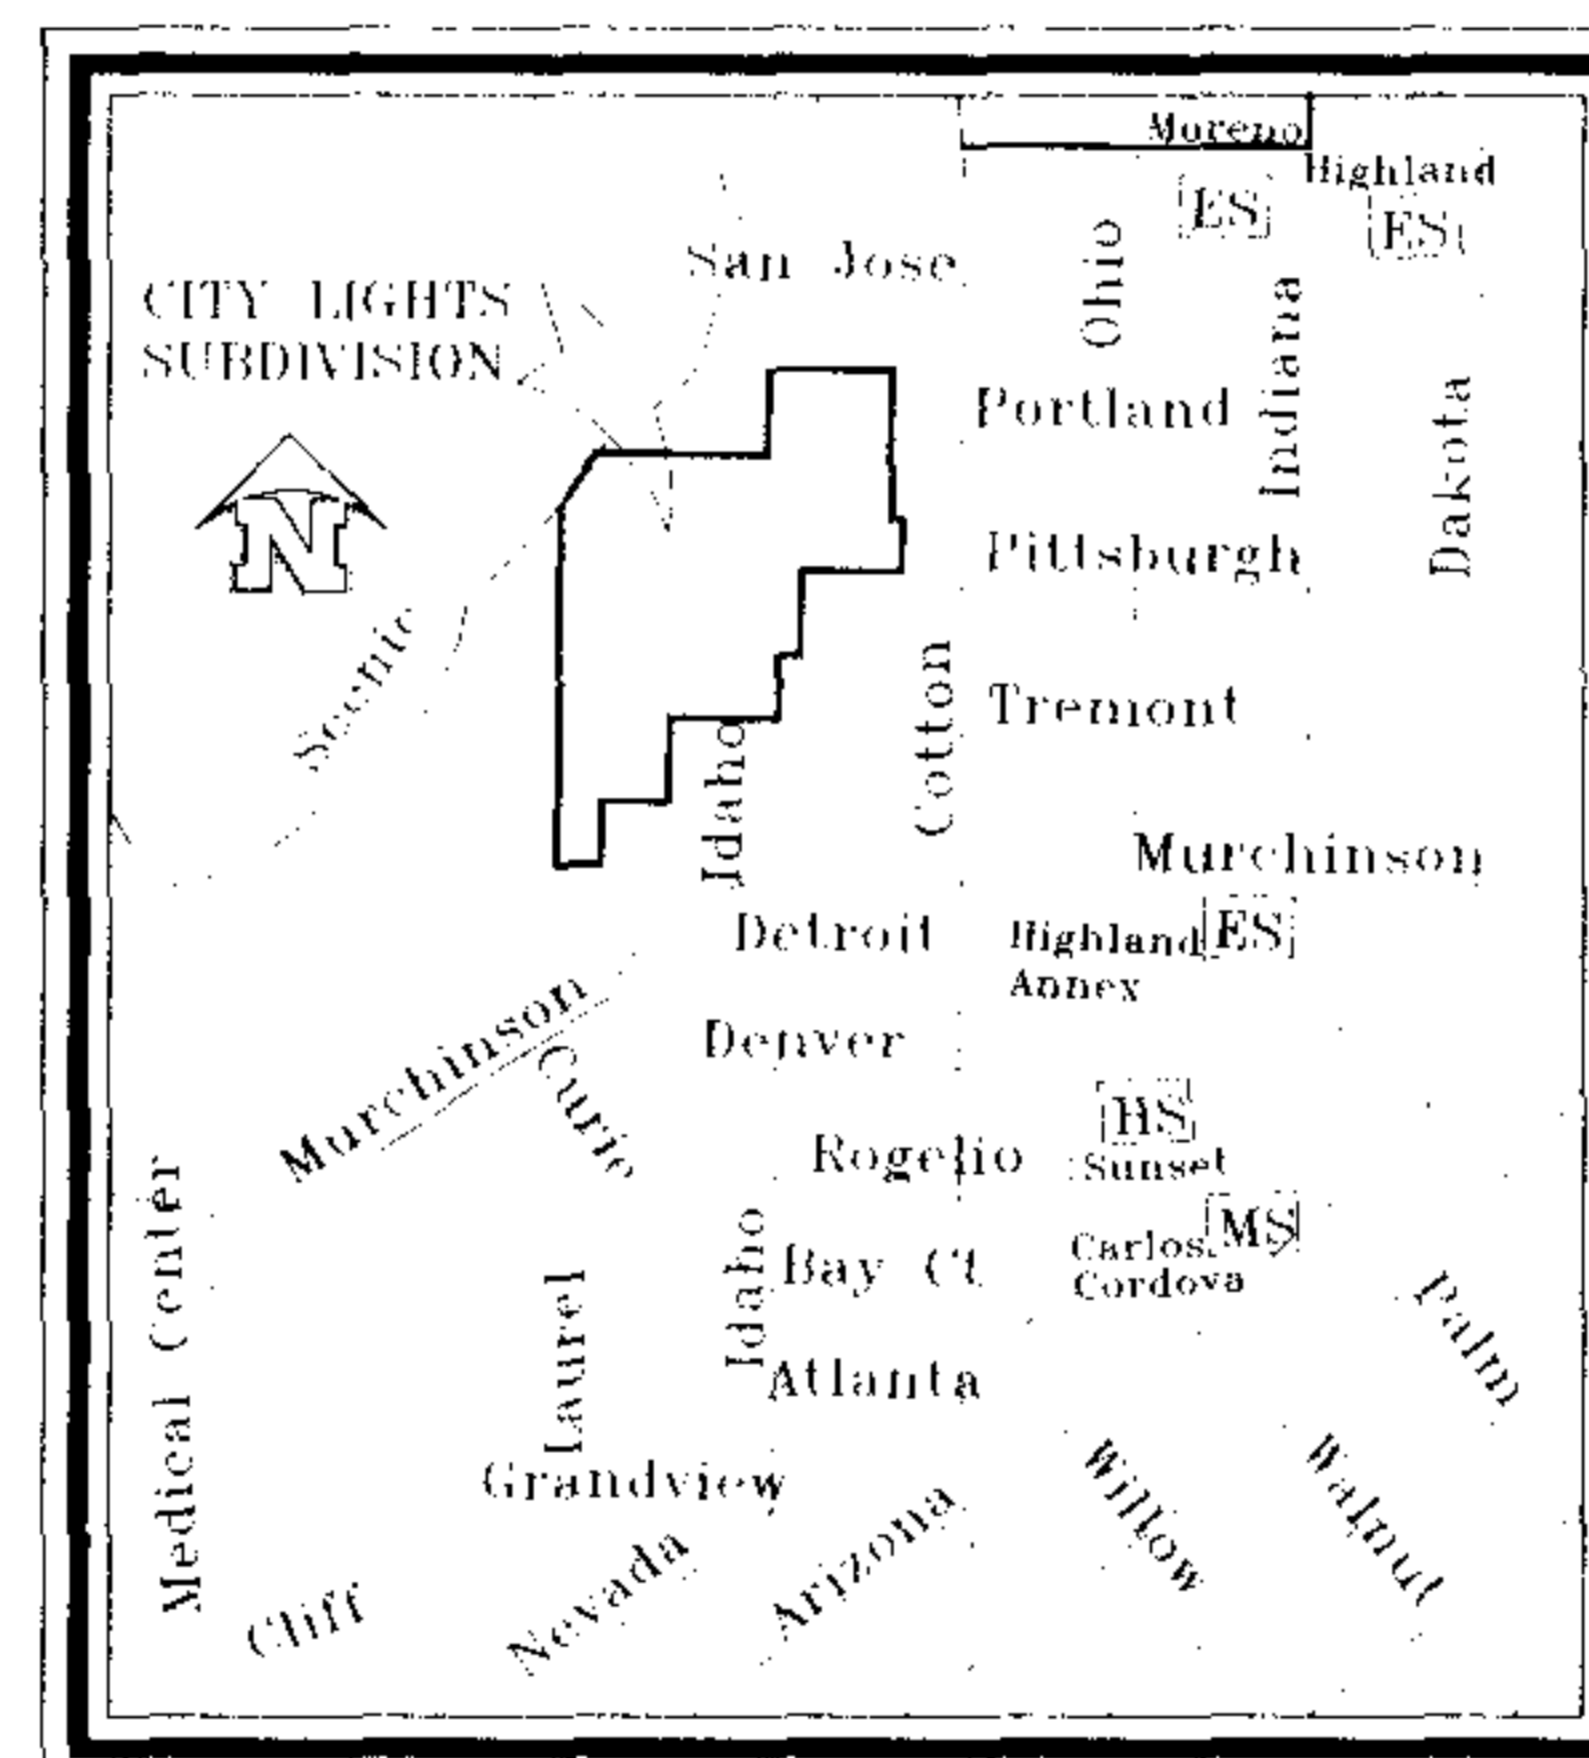 Moreno
Highland
ES
ES
San Jose
Ohio
CITY LIGHTS
SUBDIVISION
Indiana
Portland
Dakota
N
Pittsburgh
Scenic
Cotton
Tremont
Idaho
Murchinson
Detroit
Highland
Annex
ES
Murchinson
Denver
Curie
HS
Sunset
Rogelio
Medical Center
MS
Carlos
Cordova
Idaho
Bay Ct
Laurel
Palm
Atlanta
Grandview
Willow
Walnut
Arizona
Nevada
Cliff